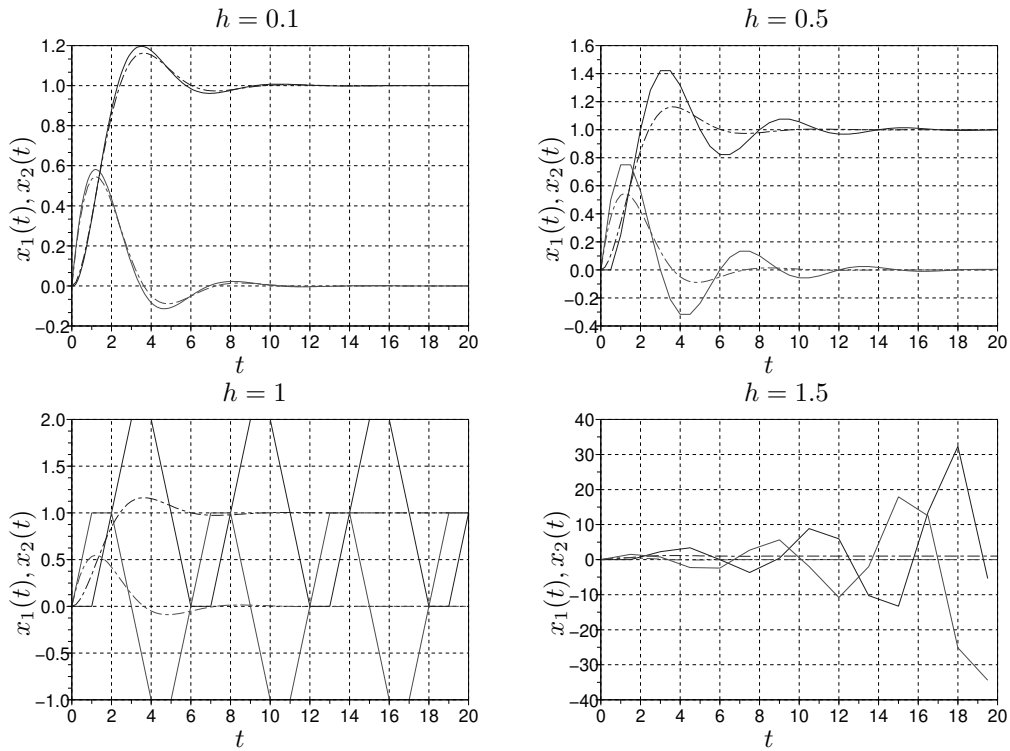 h = 0.1
1.2
1.0
0.8
0.6
0.4
0.2
0.0
−0.2
x₁(t), x₂(t)
0 2 4 6 8 10 12 14 16 18 20
t
h = 0.5
1.6
1.4
1.2
1.0
0.8
0.6
0.4
0.2
0.0
−0.2
−0.4
x₁(t), x₂(t)
0 2 4 6 8 10 12 14 16 18 20
t
h = 1
2.0
1.5
1.0
0.5
0.0
−0.5
−1.0
x₁(t), x₂(t)
0 2 4 6 8 10 12 14 16 18 20
t
h = 1.5
40
30
20
10
0
−10
−20
−30
−40
x₁(t), x₂(t)
0 2 4 6 8 10 12 14 16 18 20
t